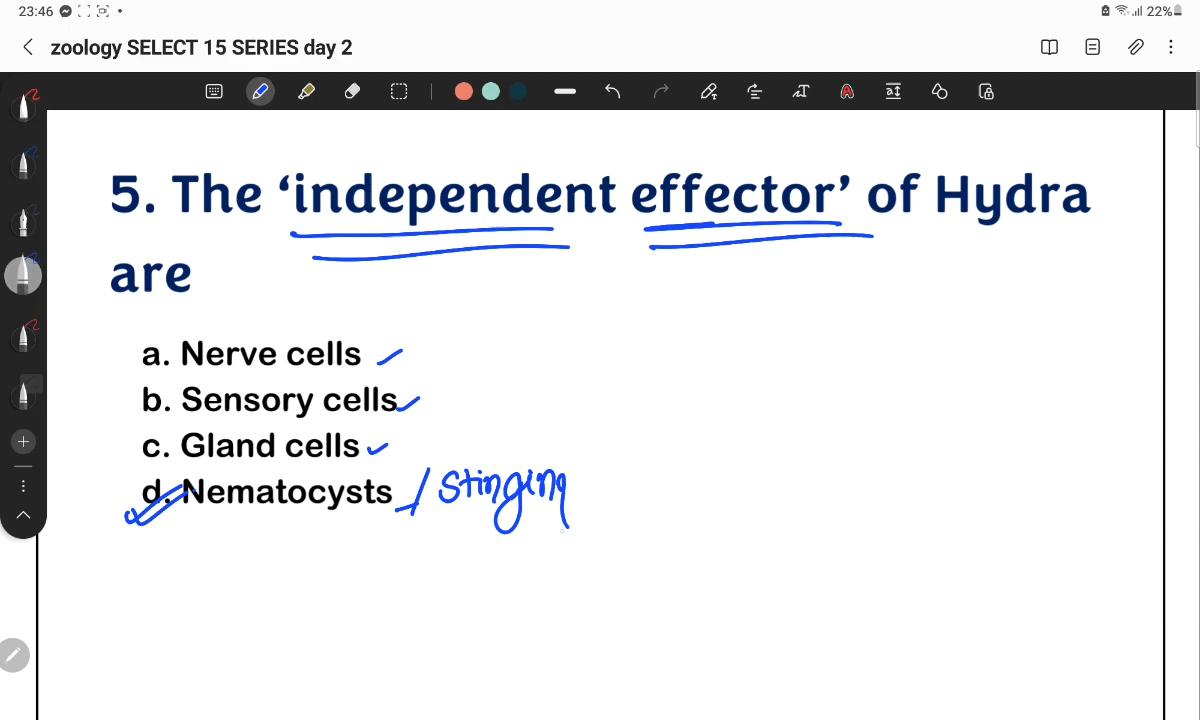 23:46
22%
zoology SELECT 15 SERIES day 2
5. The ‘independent effector’ of Hydra
are
a. Nerve cells
b. Sensory cells
c. Gland cells
d. Nematocysts / Stinging